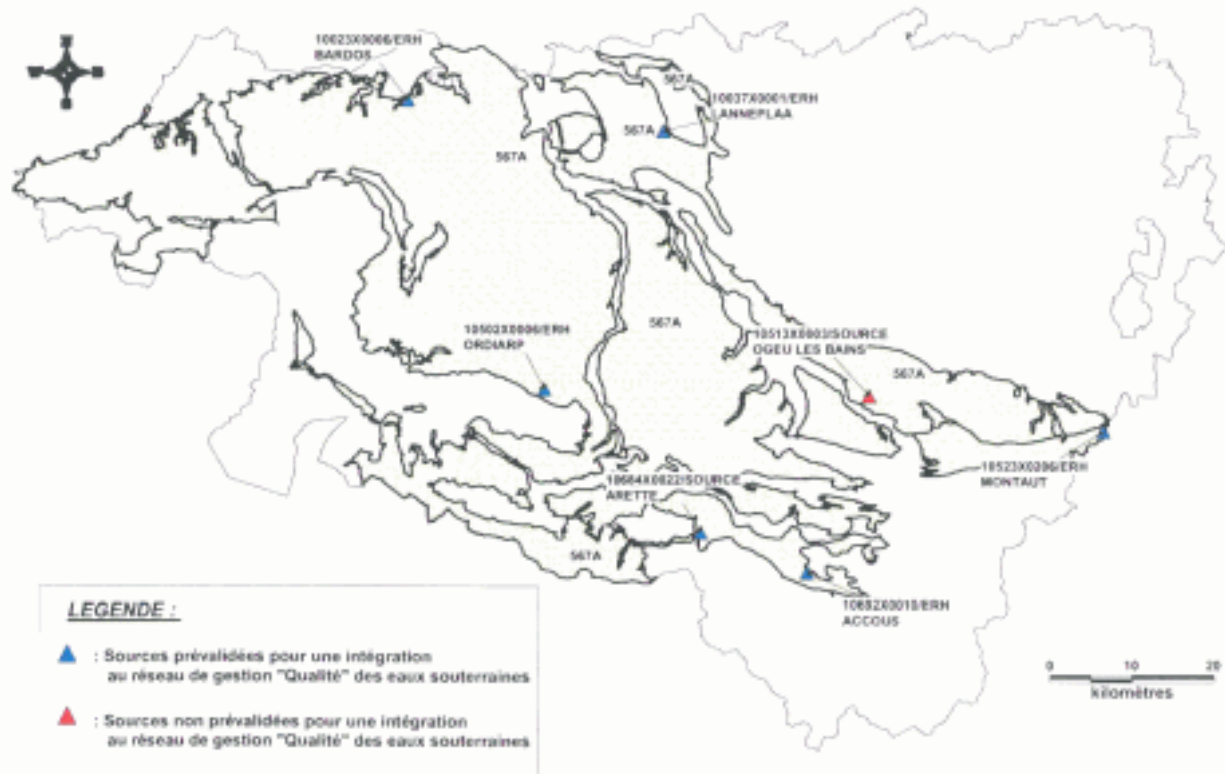 10023X0006/ERH
BARDOS
567A
10037X0001/ERH
LANNEPLAA
567A
567A
10502X0006/ERH
ORDIARP
567A
10513X0003/SOURCE
OGEU LES BAINS
567A
10523X0206/ERH
MONTAUT
10684X0022/SOURCE
ARETTE
567A
ACCOUS
LEGENDE :
: Sources prévalidées pour une intégration
au réseau de gestion "Qualité" des eaux souterraines
: Sources non prévalidées pour une intégration
au réseau de gestion "Qualité" des eaux souterraines
0 10 20
kilomètres